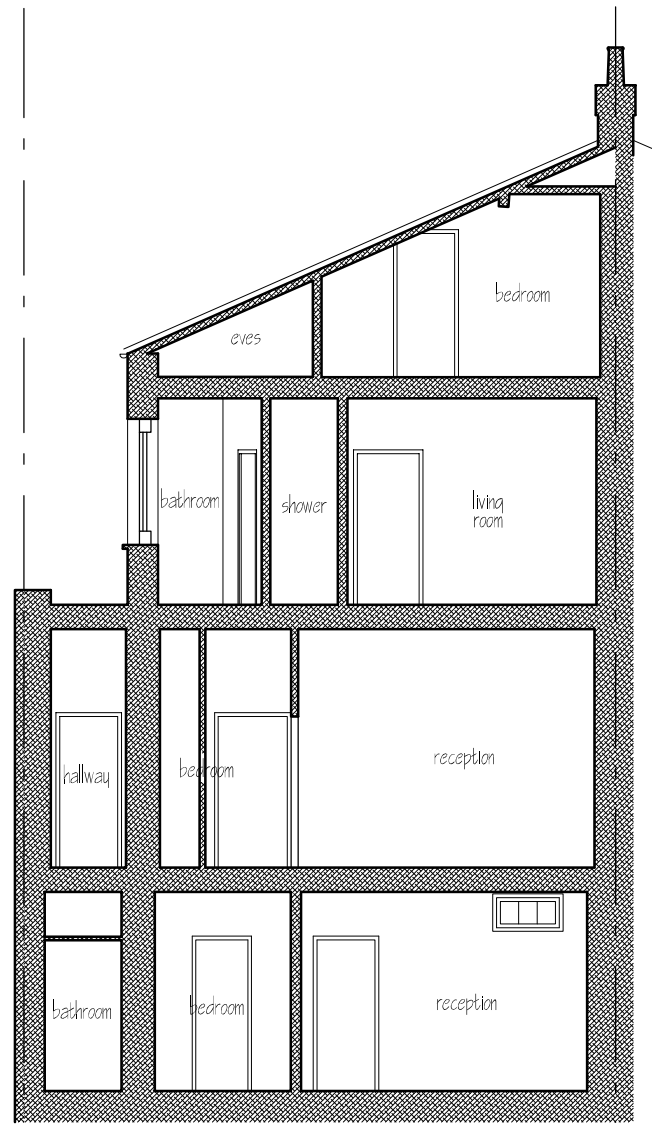 bedroom
eves
bathroom
shower
living
room
hallway
bedroom
reception
bathroom
bedroom
reception